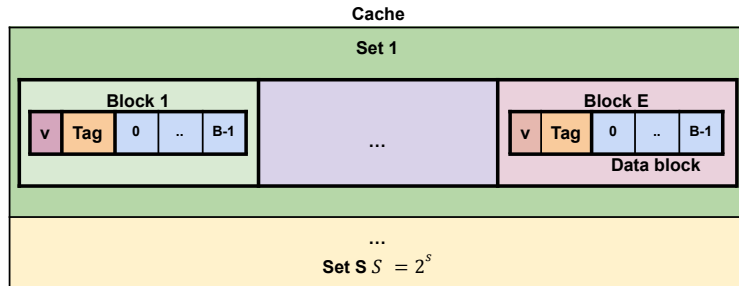 Cache
Set 1
Block 1
v Tag 0 .. B-1
...
Block E
v Tag 0 .. B-1
Data block
...
Set S S = 2^s